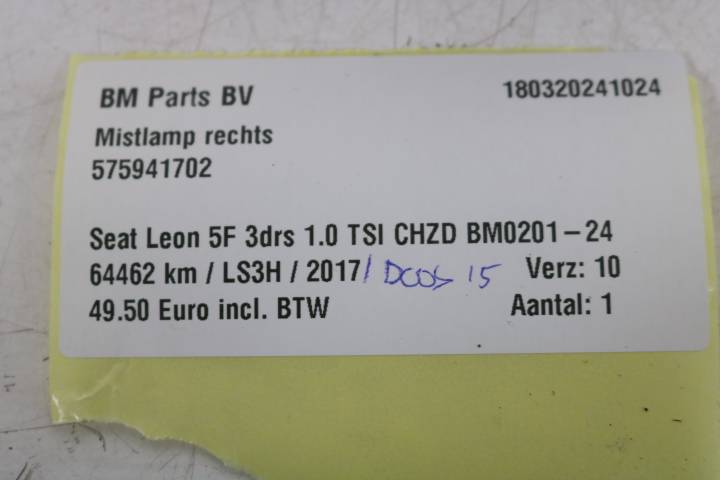 BM Parts BV 180320241024
Mistlamp rechts
575941702
Seat Leon 5F 3drs 1.0 TSI CHZD BM0201-24
64462 km / LS3H / 2017 / 15 Verz: 10
49.50 Euro incl. BTW Aantal: 1